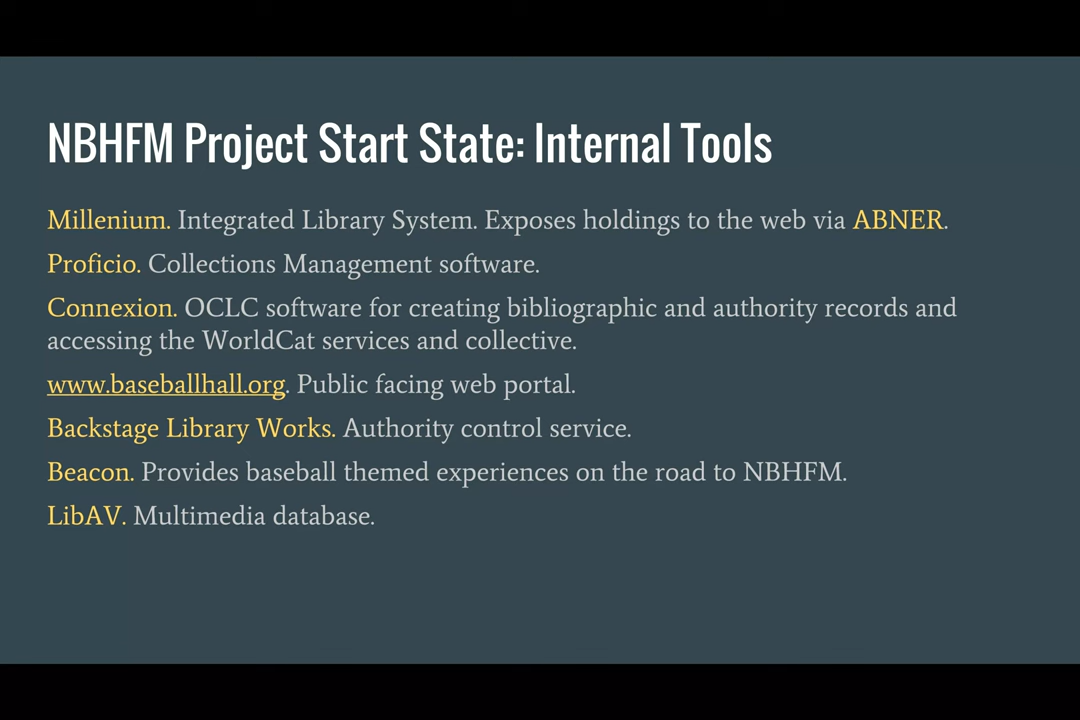 NBHFM Project Start State: Internal Tools
Millenium. Integrated Library System. Exposes holdings to the web via ABNER.
Proficio. Collections Management software.
Connexion. OCLC software for creating bibliographic and authority records and
accessing the WorldCat services and collective.
www.baseballhall.org. Public facing web portal.
Backstage Library Works. Authority control service.
Beacon. Provides baseball themed experiences on the road to NBHFM.
LibAV. Multimedia database.